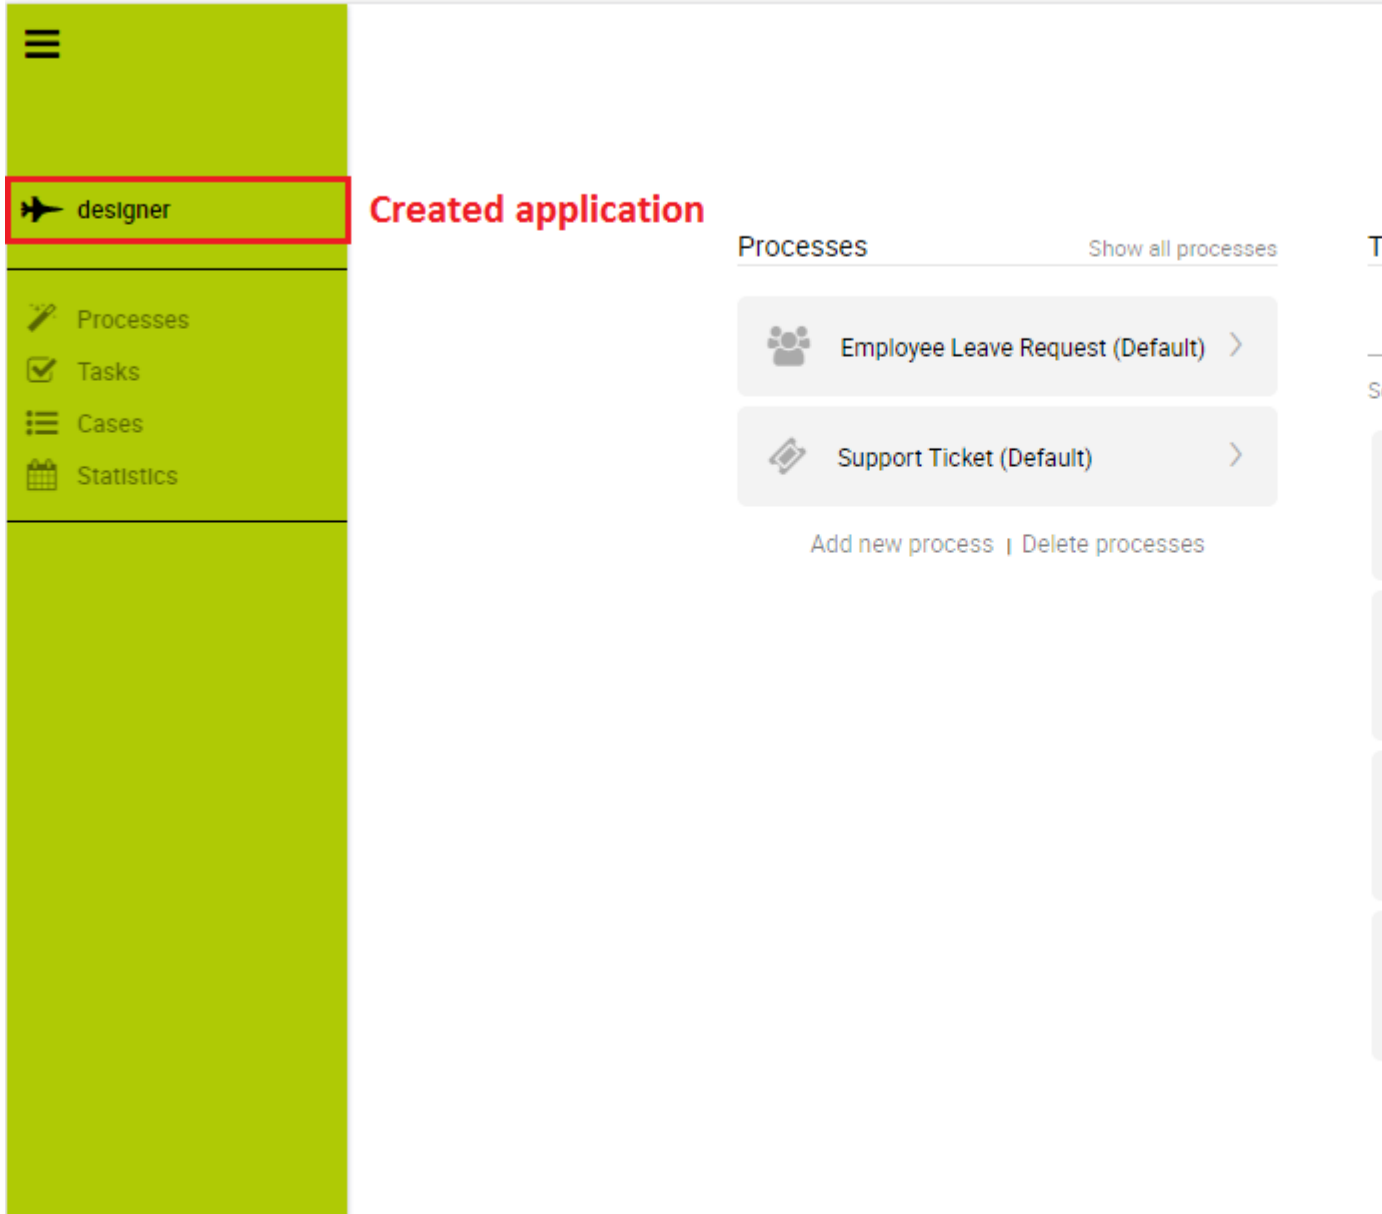 designer
Created application
Processes
Tasks
Cases
Statistics
Processes
Show all processes
Employee Leave Request (Default)
Support Ticket (Default)
Add new process | Delete processes